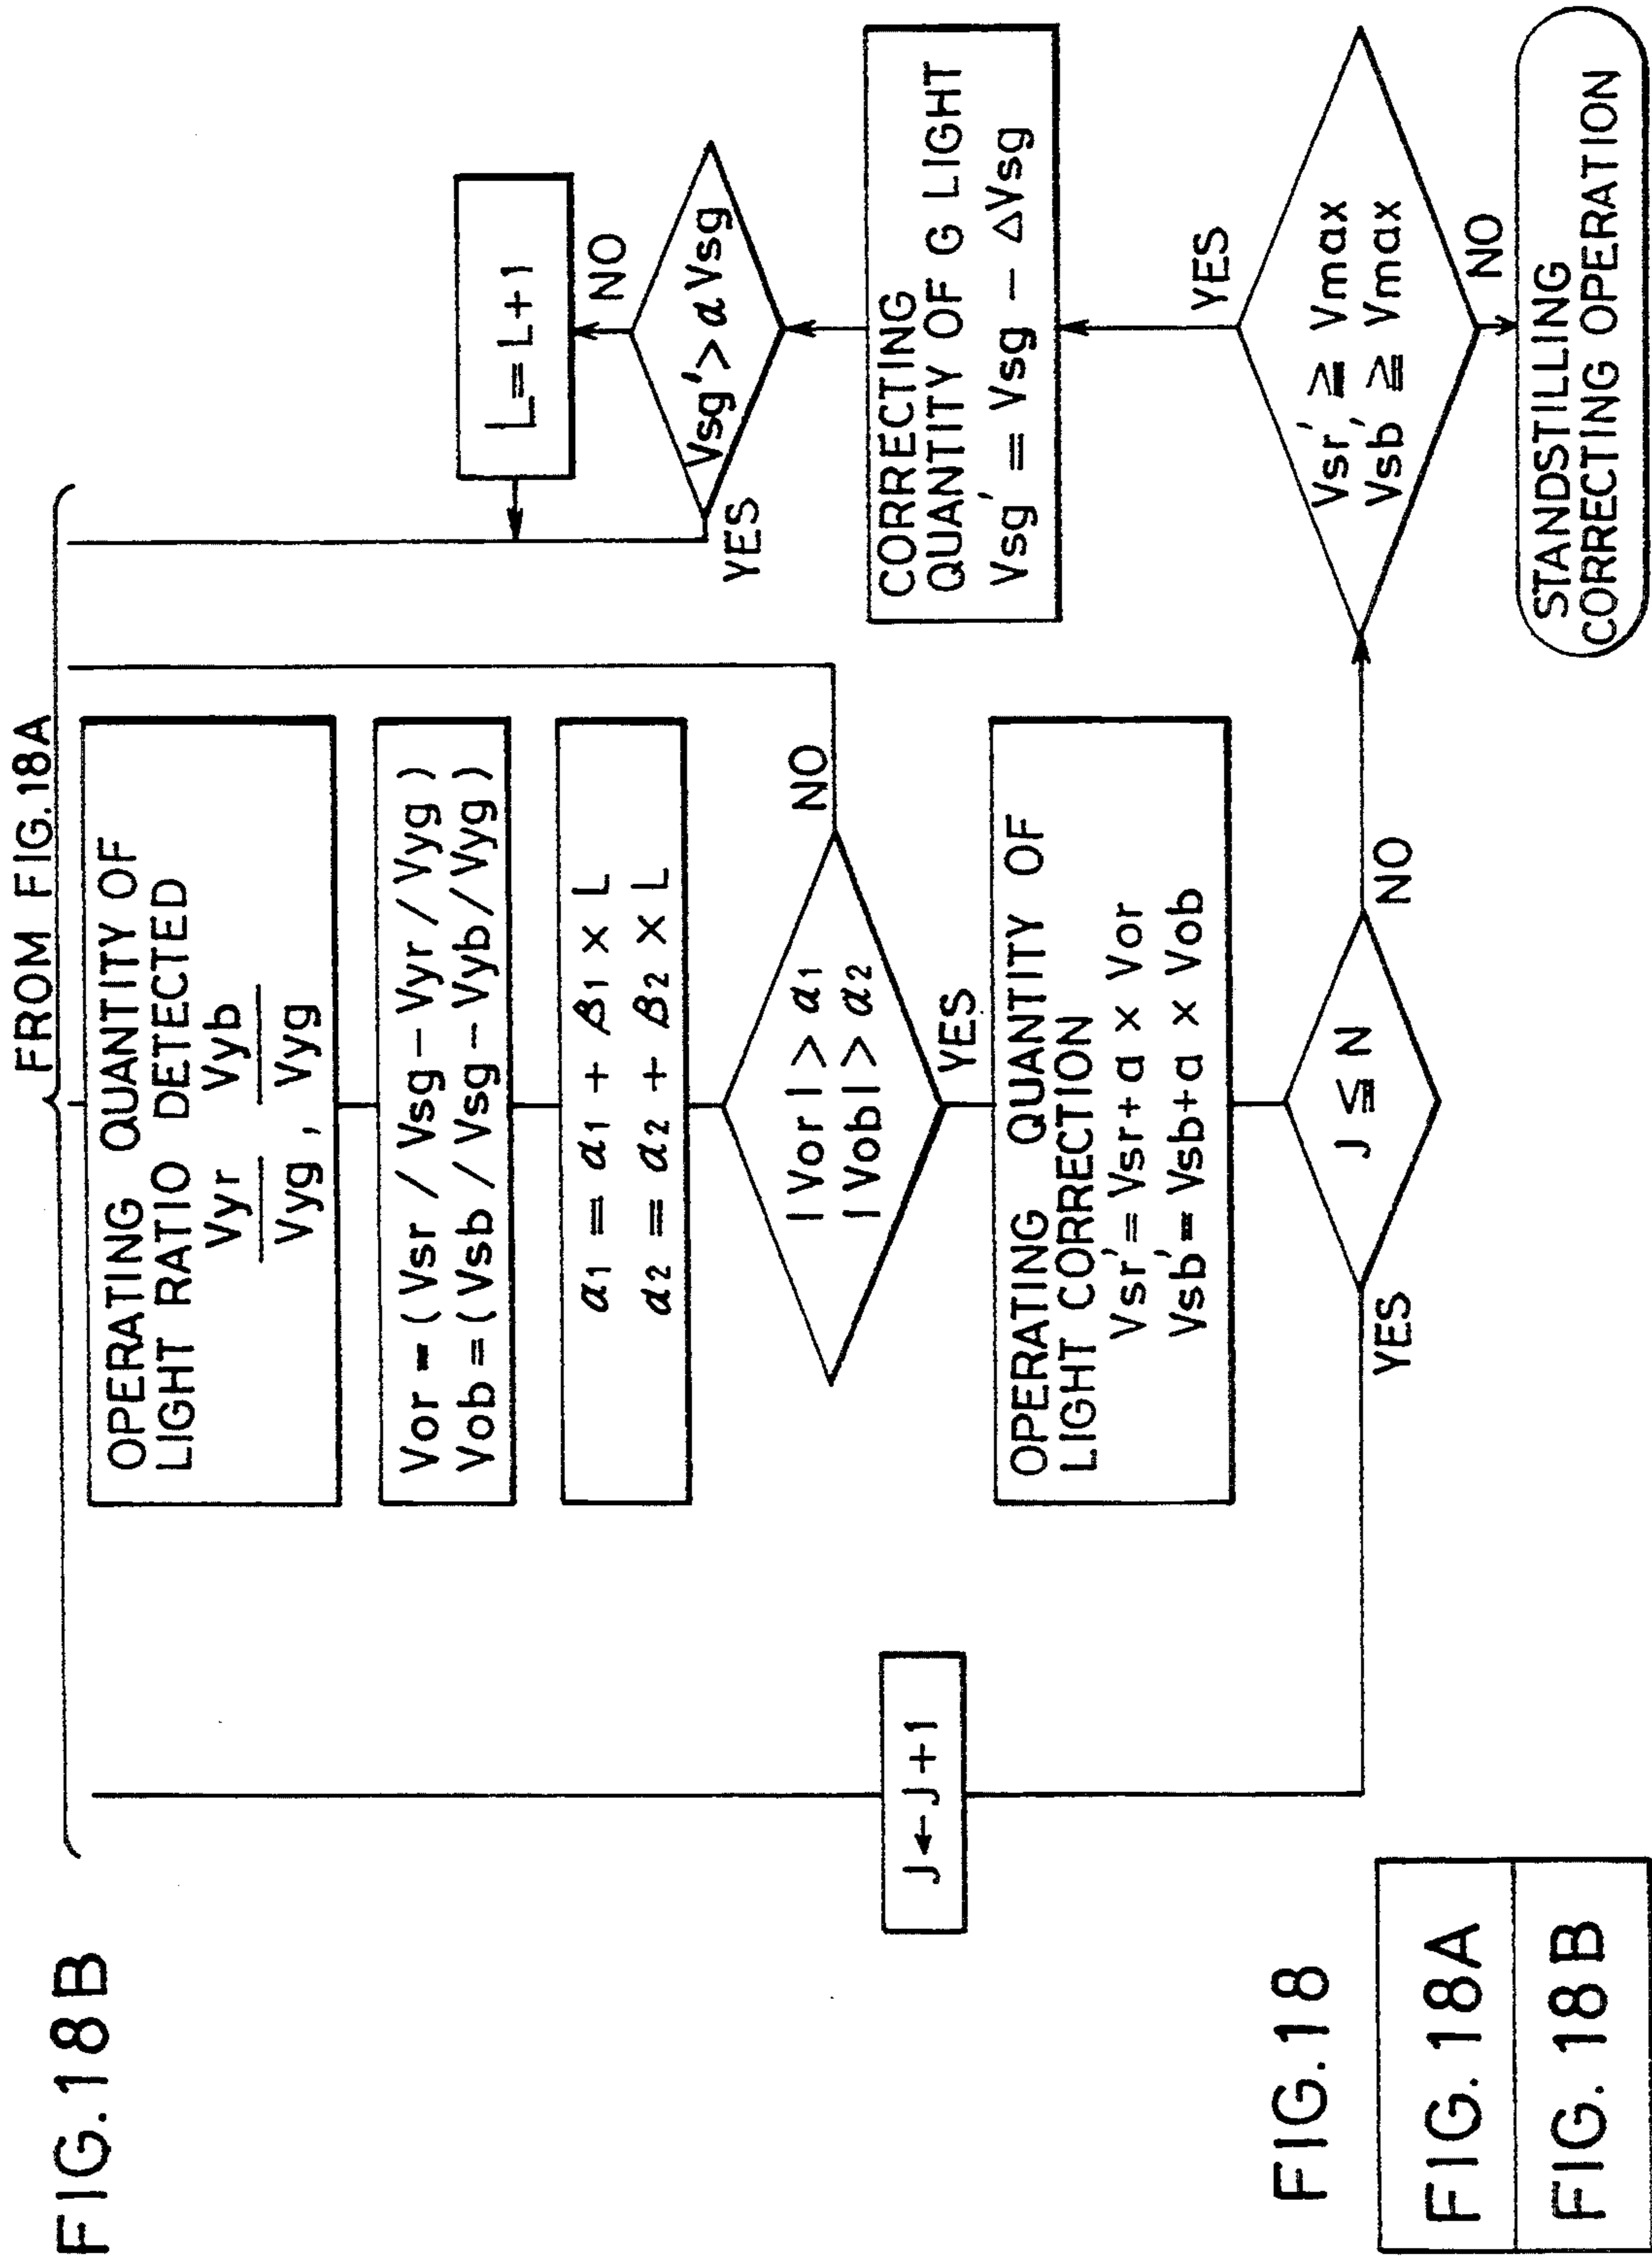 FIG.18B
FROM FIG.18A
OPERATING QUANTITY OF
LIGHT RATIO DETECTED
Vyr/Vyg , Vyb/Vyg
Vor = (Vsr / Vsg - Vyr / Vyg )
Vob = (Vsb / Vsg - Vyb / Vyg)
α1 = α1 + β1 × L
α2 = α2 + β2 × L
|Vor| > α1
|Vob| > α2
NO
YES
OPERATING QUANTITY OF
LIGHT CORRECTION
Vsr' = Vsr + a × Vor
Vsb' = Vsb + a × Vob
J ≦ N
YES
NO
J ← J + 1
Vsr' ≧ Vmax
Vsb' ≧ Vmax
YES
NO
STANDSTILLING
CORRECTING OPERATION
CORRECTING
QUANTITY OF G LIGHT
Vsg' = Vsg - ΔVsg
Vsg' > αVsg
YES
NO
L = L + 1
FIG.18
FIG.18A
FIG.18B